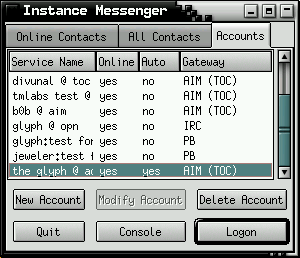 Instance Messenger
Online Contacts All Contacts Accounts
Service Name Online Auto Gateway
divunal @ toc yes no AIM (TOC)
tmlabs test @ yes no AIM (TOC)
b0b @ aim yes no AIM (TOC)
glyph @ opn yes no IRC
glyph:test for yes no PB
jeweler:test yes no PB
the glyph @ yes yes AIM (TOC)
New Account Modify Account Delete Account
Quit Console Logon